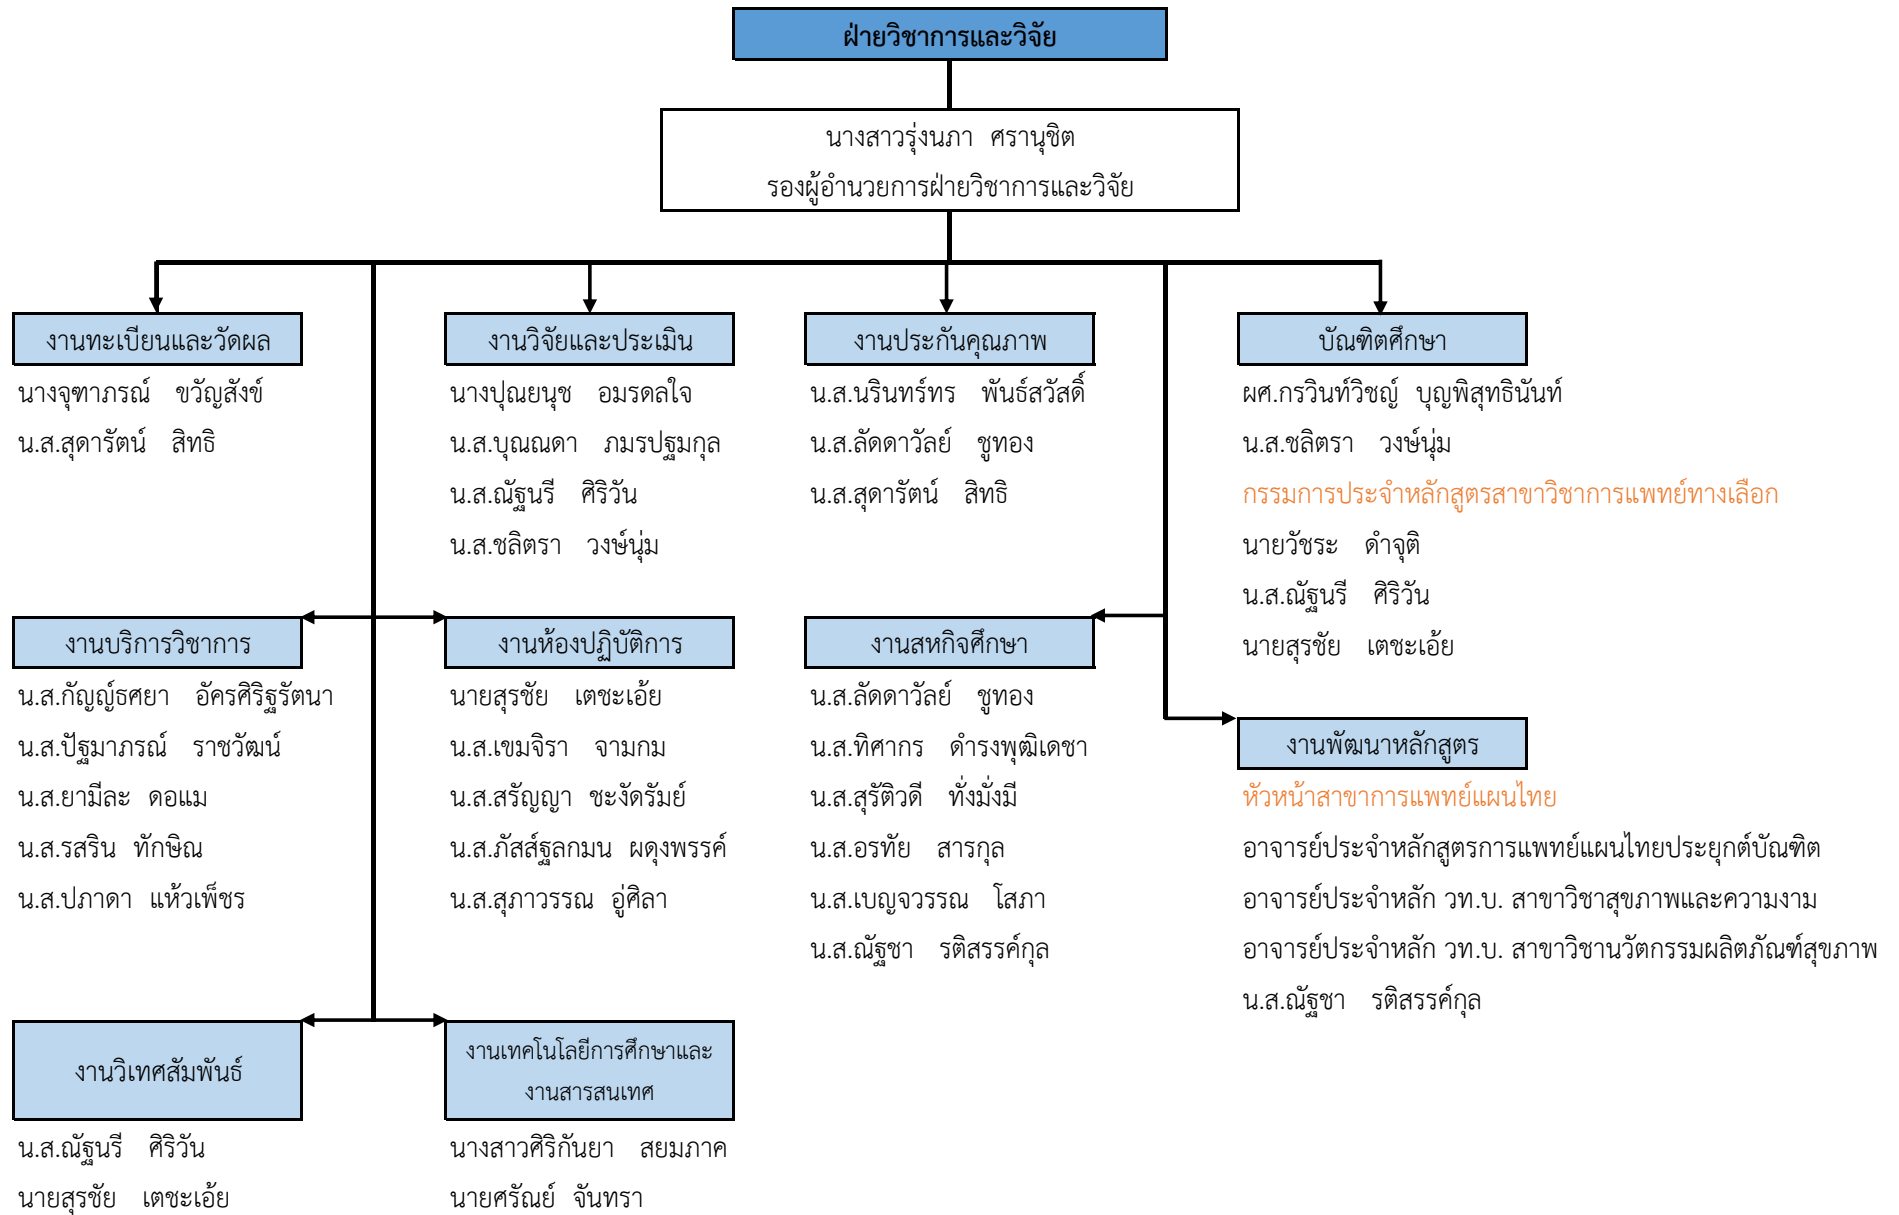 ฝ่ายวิชาการและวิจัย
นางสาวรุ่งนภา ศรานุชิต
รองผู้อำนวยการฝ่ายวิชาการและวิจัย
งานทะเบียนและวัดผล
นางจุฑาภรณ์ ขวัญสังข์
น.ส.สุดารัตน์ สิทธิ
งานวิจัยและประเมิน
นางปุณยนุช อมรดลใจ
น.ส.บุณณดา ภมรปฐมกุล
น.ส.ณัฐนรี ศิริวัน
น.ส.ชลิตรา วงษ์นุ่ม
งานประกันคุณภาพ
น.ส.นรินทร์ทร พันธ์สวัสดิ์
น.ส.ลัดดาวัลย์ ชูทอง
น.ส.สุดารัตน์ สิทธิ
บัณฑิตศึกษา
ผศ.กรวินท์วิชญ์ บุญพิสุทธินันท์
น.ส.ชลิตรา วงษ์นุ่ม
กรรมการประจำหลักสูตรสาขาวิชาการแพทย์ทางเลือก
นายวัชระ ดำจุติ
น.ส.ณัฐนรี ศิริวัน
นายสุรชัย เตชะเอ้ย
งานบริการวิชาการ
น.ส.กัญญ์ธศยา อัครศิริฐรัตนา
น.ส.ปัฐมาภรณ์ ราชวัฒน์
น.ส.ยามีละ ดอแม
น.ส.รสริน ทักษิณ
น.ส.ปภาดา แห้วเพ็ชร
งานห้องปฏิบัติการ
นายสุรชัย เตชะเอ้ย
น.ส.เขมจิรา จามกม
น.ส.สรัญญา ชะงัดรัมย์
น.ส.ภัสส์ฐลกมน ผดุงพรรค์
น.ส.สุภาวรรณ อู่ศิลา
งานสหกิจศึกษา
น.ส.ลัดดาวัลย์ ชูทอง
น.ส.ทิศากร ดำรงพุฒิเดชา
น.ส.สุรัติวดี ทั่งมั่งมี
น.ส.อรทัย สารกุล
น.ส.เบญจวรรณ โสภา
น.ส.ณัฐชา รติสรรค์กุล
งานพัฒนาหลักสูตร
หัวหน้าสาขาการแพทย์แผนไทย
อาจารย์ประจำหลักสูตรการแพทย์แผนไทยประยุกต์บัณฑิต
อาจารย์ประจำหลัก วท.บ. สาขาวิชาสุขภาพและความงาม
อาจารย์ประจำหลัก วท.บ. สาขาวิชานวัตกรรมผลิตภัณฑ์สุขภาพ
น.ส.ณัฐชา รติสรรค์กุล
งานวิเทศสัมพันธ์
น.ส.ณัฐนรี ศิริวัน
นายสุรชัย เตชะเอ้ย
งานเทคโนโลยีการศึกษาและ
งานสารสนเทศ
นางสาวศิริกันยา สยมภาค
นายศรัณย์ จันทรา